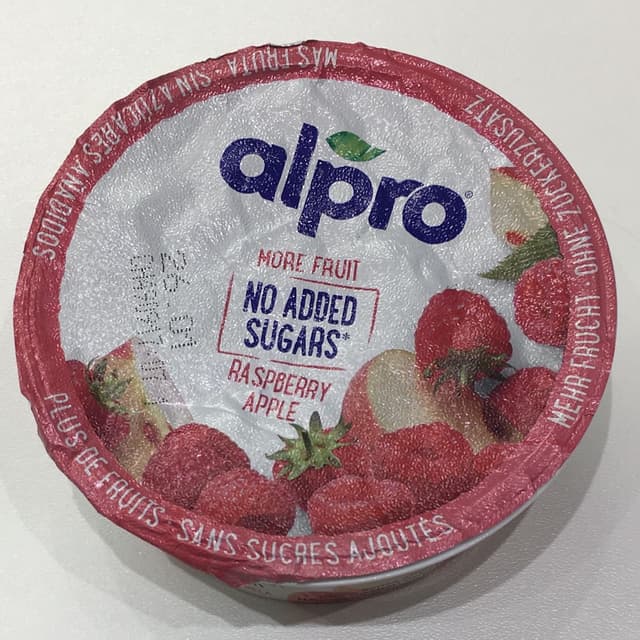 alpro®
MORE FRUIT
NO ADDED
SUGARS*
RASPBERRY
APPLE
MÁS FRUTA · SIN AZÚCARES AÑADIDOS
MEHR FRUCHT · OHNE ZUCKERZUSATZ
PLUS DE FRUITS · SANS SUCRES AJOUTÉS